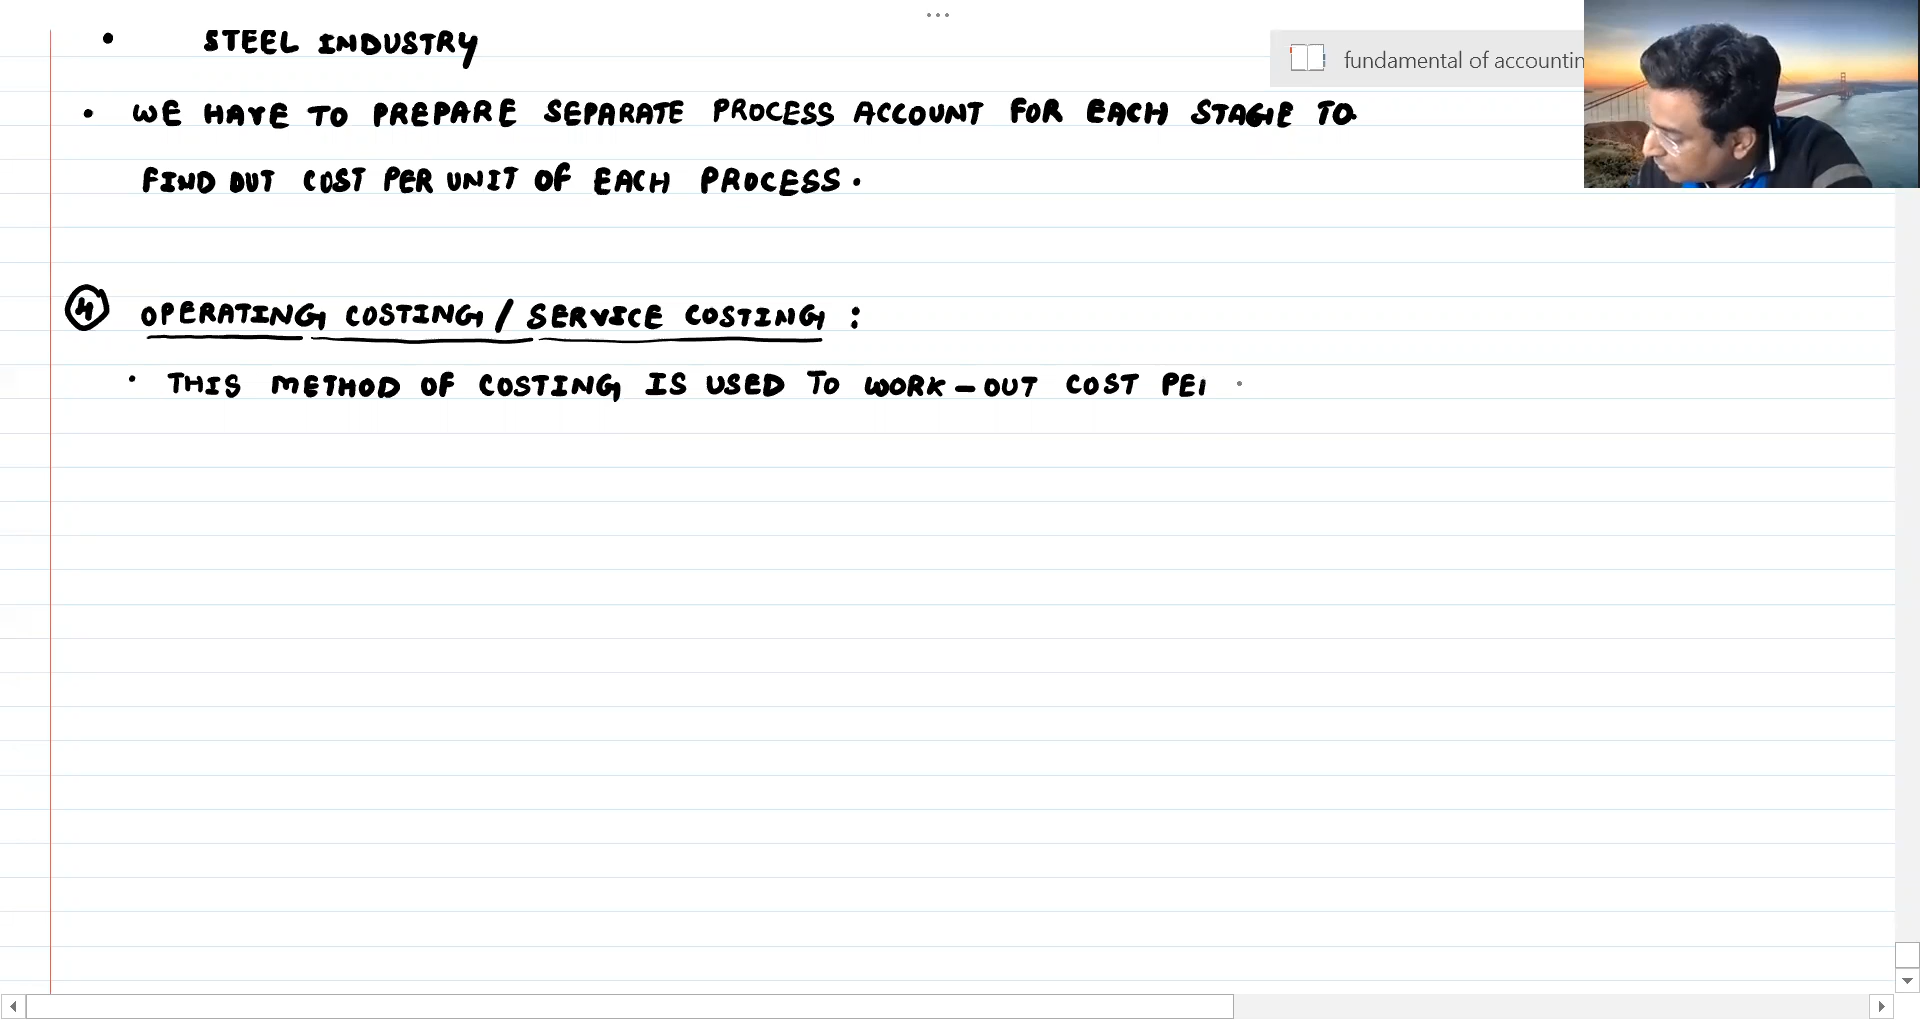 • STEEL INDUSTRY
fundamental of accountin
• WE HAVE TO PREPARE SEPARATE PROCESS ACCOUNT FOR EACH STAGE TO
FIND OUT COST PER UNIT OF EACH PROCESS.
④ OPERATING COSTING / SERVICE COSTING :
• THIS METHOD OF COSTING IS USED TO WORK-OUT COST PE